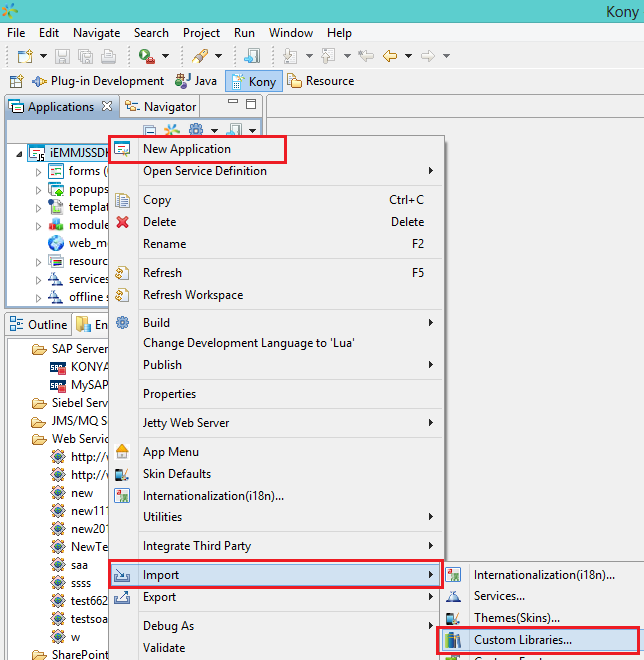 Kony
File Edit Navigate Search Project Run Window Help
Plug-in Development Java Kony Resource
Applications Navigator
iEMMJSSD
New Application
forms
Open Service Definition
popups
Copy Ctrl+C
templat
Delete Delete
module
Rename F2
web_m
resourc
Refresh F5
services
Refresh Workspace
offline s
Outline En
Build
Change Development Language to 'Lua'
SAP Server
Publish
KONYA
MySAP
Properties
Siebel Serv
JMS/MQ S
Jetty Web Server
Web Servic
App Menu
http://
Skin Defaults
http://
Internationalization(i18n)...
new
Utilities
new11
new201
Integrate Third Party
NewTe
saa
Import
Internationalization(i18n)...
ssss
Export
Services...
test662
Themes(Skins)...
testsoa
Debug As
Custom Libraries...
w
Validate
SharePoint